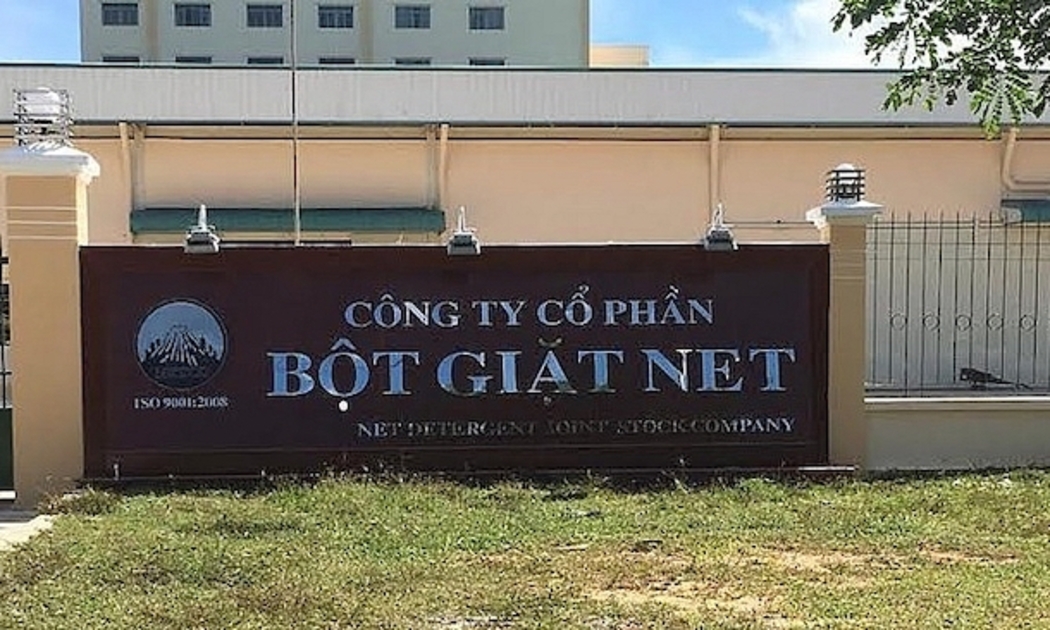 CÔNG TY CỔ PHẦN
BỘT GIẶT NET
NET DETERGENT JOINT STOCK COMPANY
ISO 9001:2008